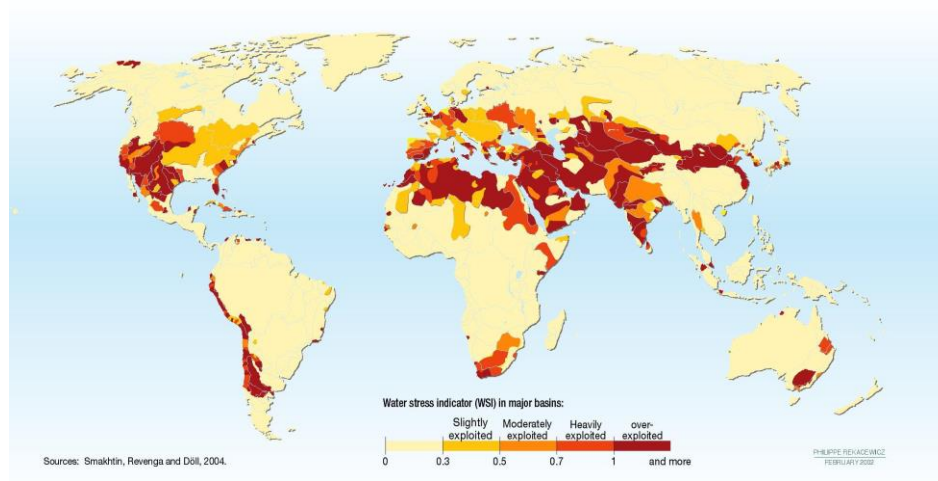 Water stress indicator (WSI) in major basins:
Slightly exploited
Moderately exploited
Heavily exploited
over-exploited
0
0.3
0.5
0.7
1
and more
Sources: Smakhtin, Revenga and Döll, 2004.
PHILIPPE REKACEWICZ
FEBRUARY 2002